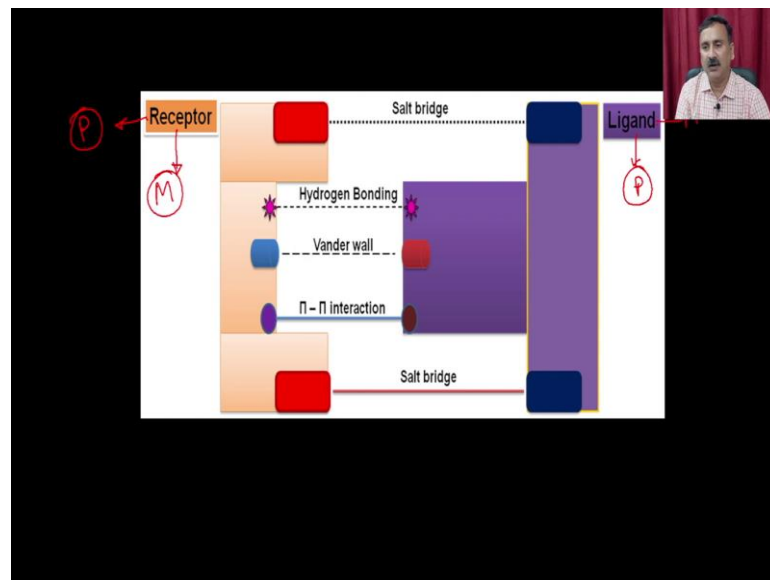 Salt bridge
P
Receptor
Ligand
M
P
Hydrogen Bonding
Vander wall
Π – Π interaction
Salt bridge